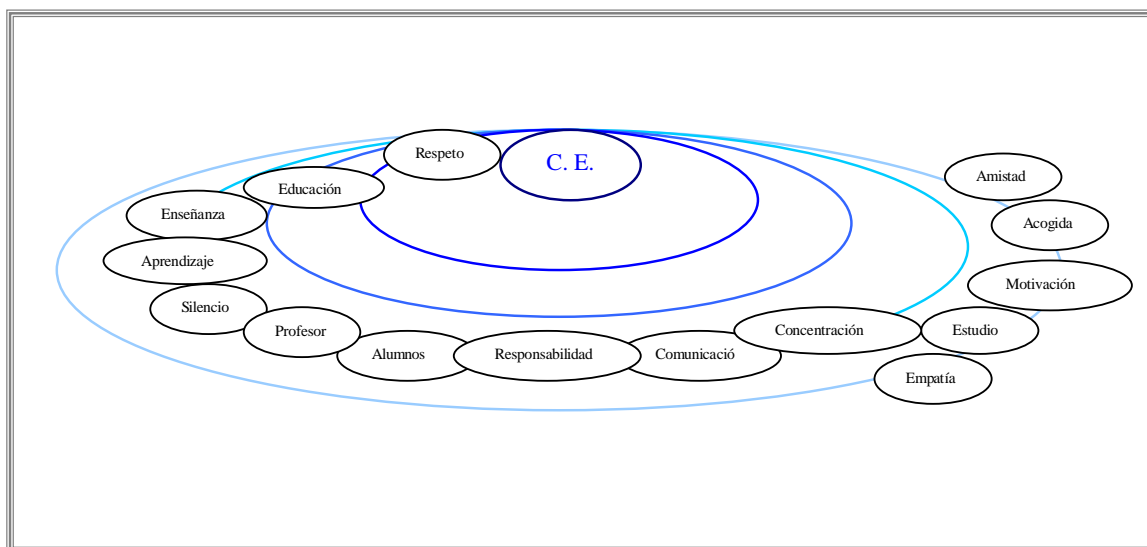 Respeto
C. E.
Educación
Enseñanza
Aprendizaje
Silencio
Profesor
Alumnos
Responsabilidad
Comunicació
Concentración
Amistad
Acogida
Motivación
Estudio
Empatía